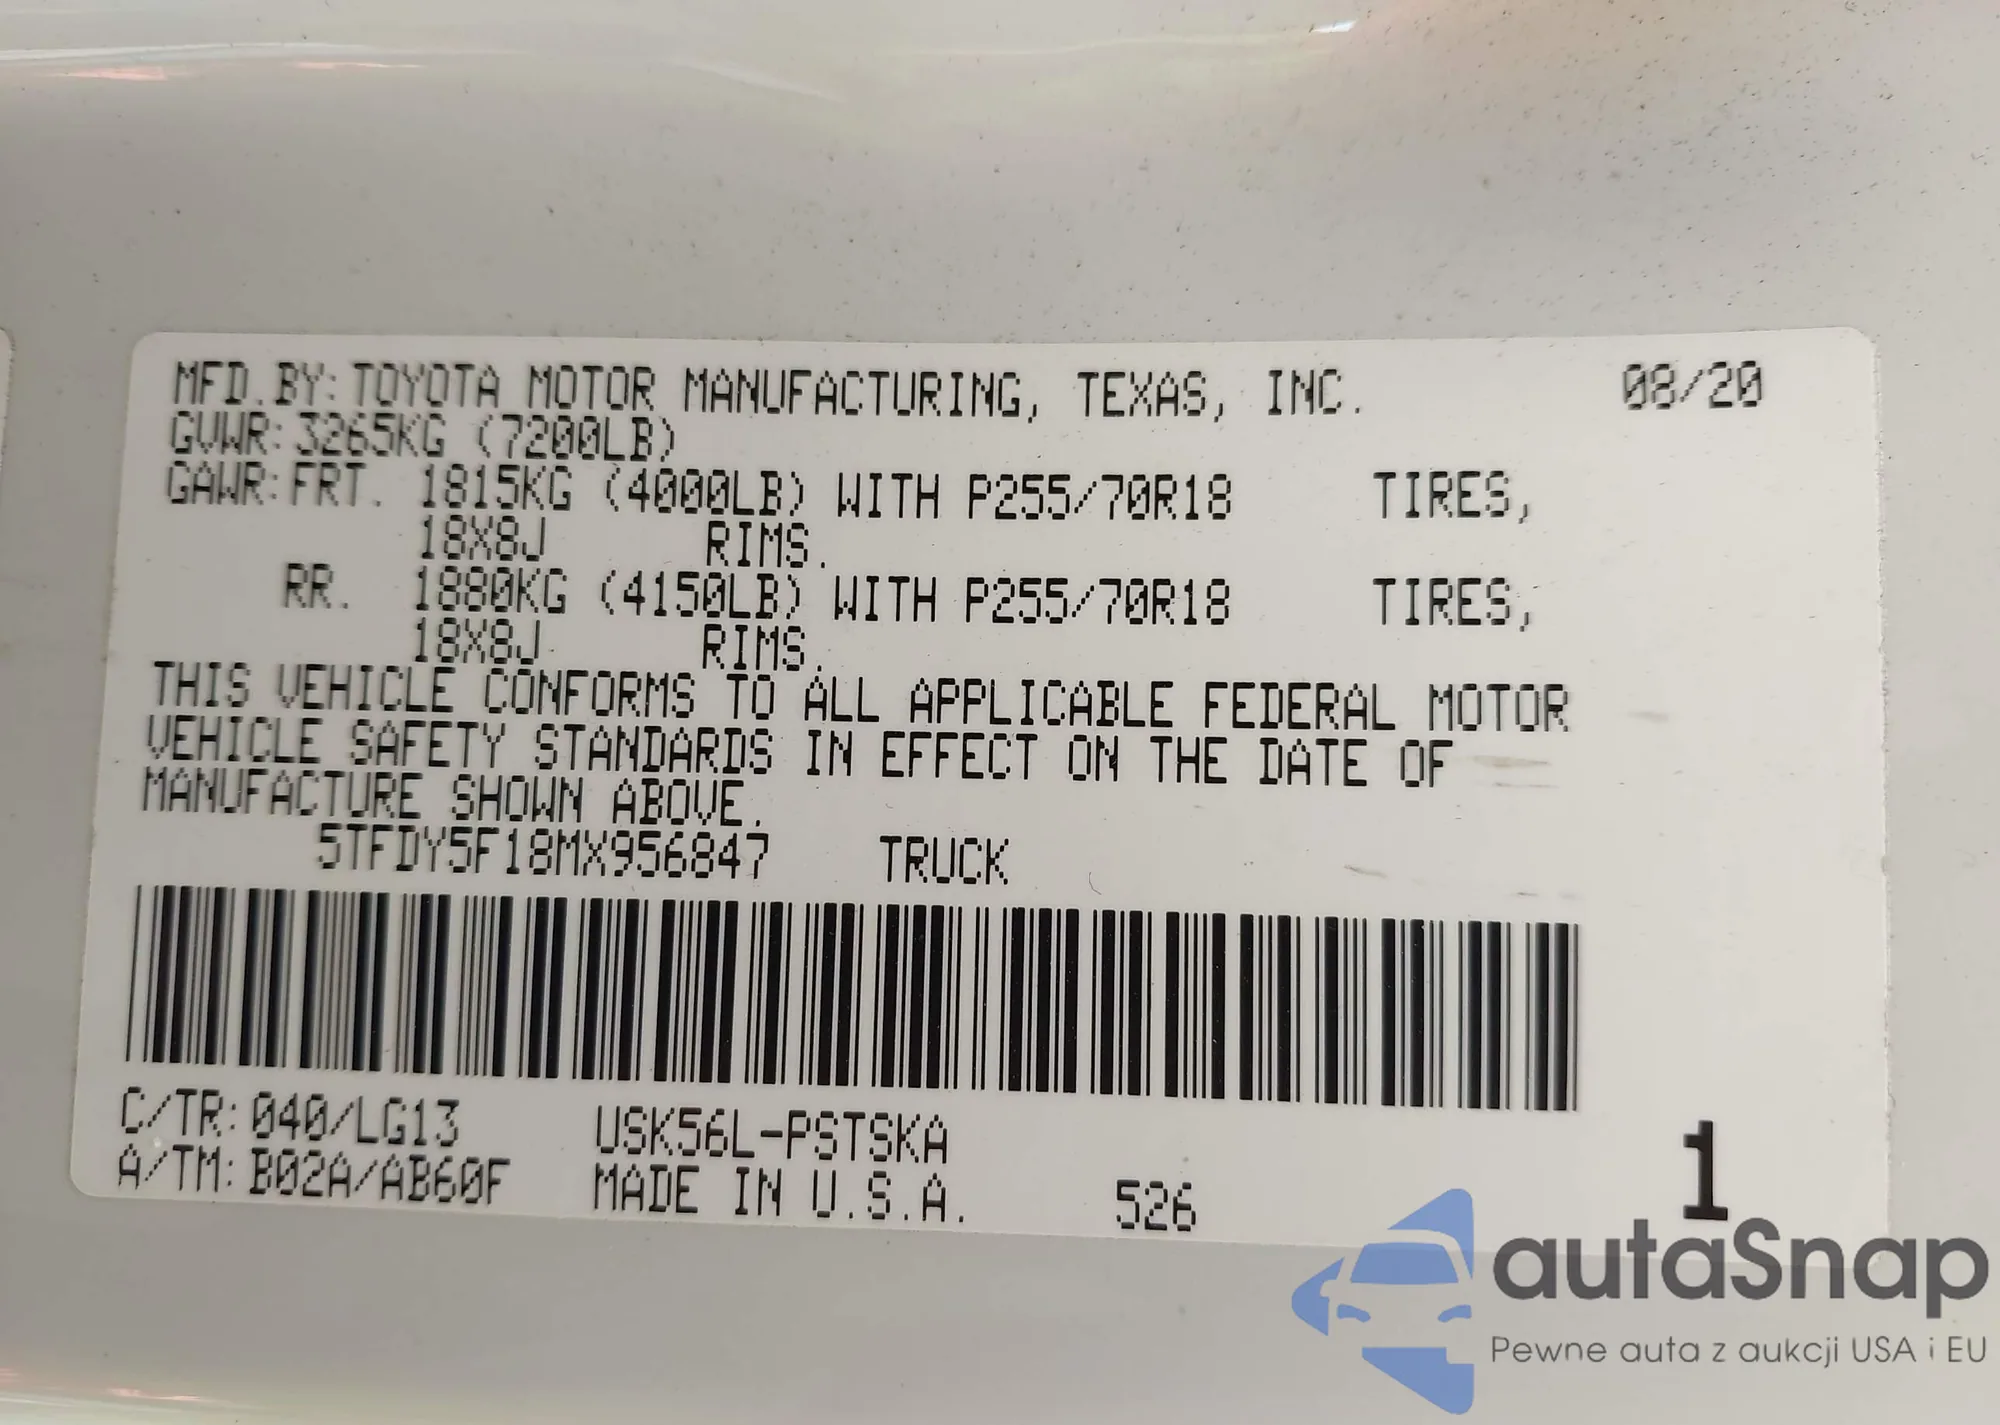 MFD.BY:TOYOTA MOTOR MANUFACTURING, TEXAS, INC. 08/20
GVWR:3265KG (7200LB)
GAWR:FRT. 1815KG (4000LB) WITH P255/70R18 TIRES,
18X8J RIMS.
RR. 1880KG (4150LB) WITH P255/70R18 TIRES,
18X8J RIMS.
THIS VEHICLE CONFORMS TO ALL APPLICABLE FEDERAL MOTOR
VEHICLE SAFETY STANDARDS IN EFFECT ON THE DATE OF
MANUFACTURE SHOWN ABOVE.
5TFDY5F18MX956847 TRUCK
C/TR:040/LG13 USK56L-PSTSKA
A/TM:B02A/AB60F MADE IN U.S.A. 526
1
autaSnap
Pewne auta z aukcji USA i EU